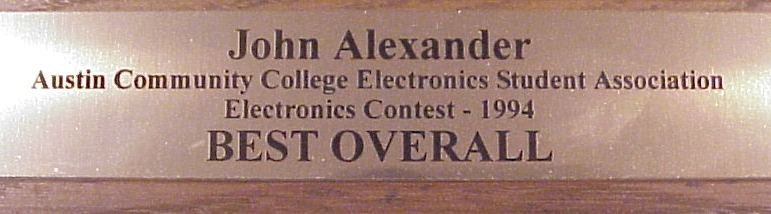 John Alexander
Austin Community College Electronics Student Association
Electronics Contest - 1994
BEST OVERALL